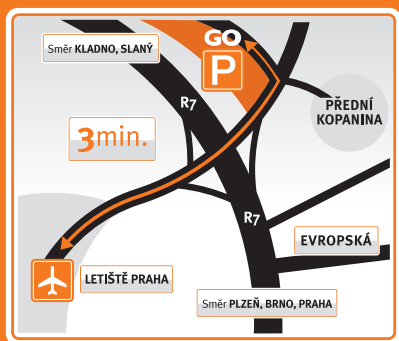 Směr KLADNO, SLANÝ
GO
P
R7
PŘEDNÍ
KOPANINA
3min.
R7
EVROPSKÁ
LETIŠTĚ PRAHA
Směr PLZEŇ, BRNO, PRAHA